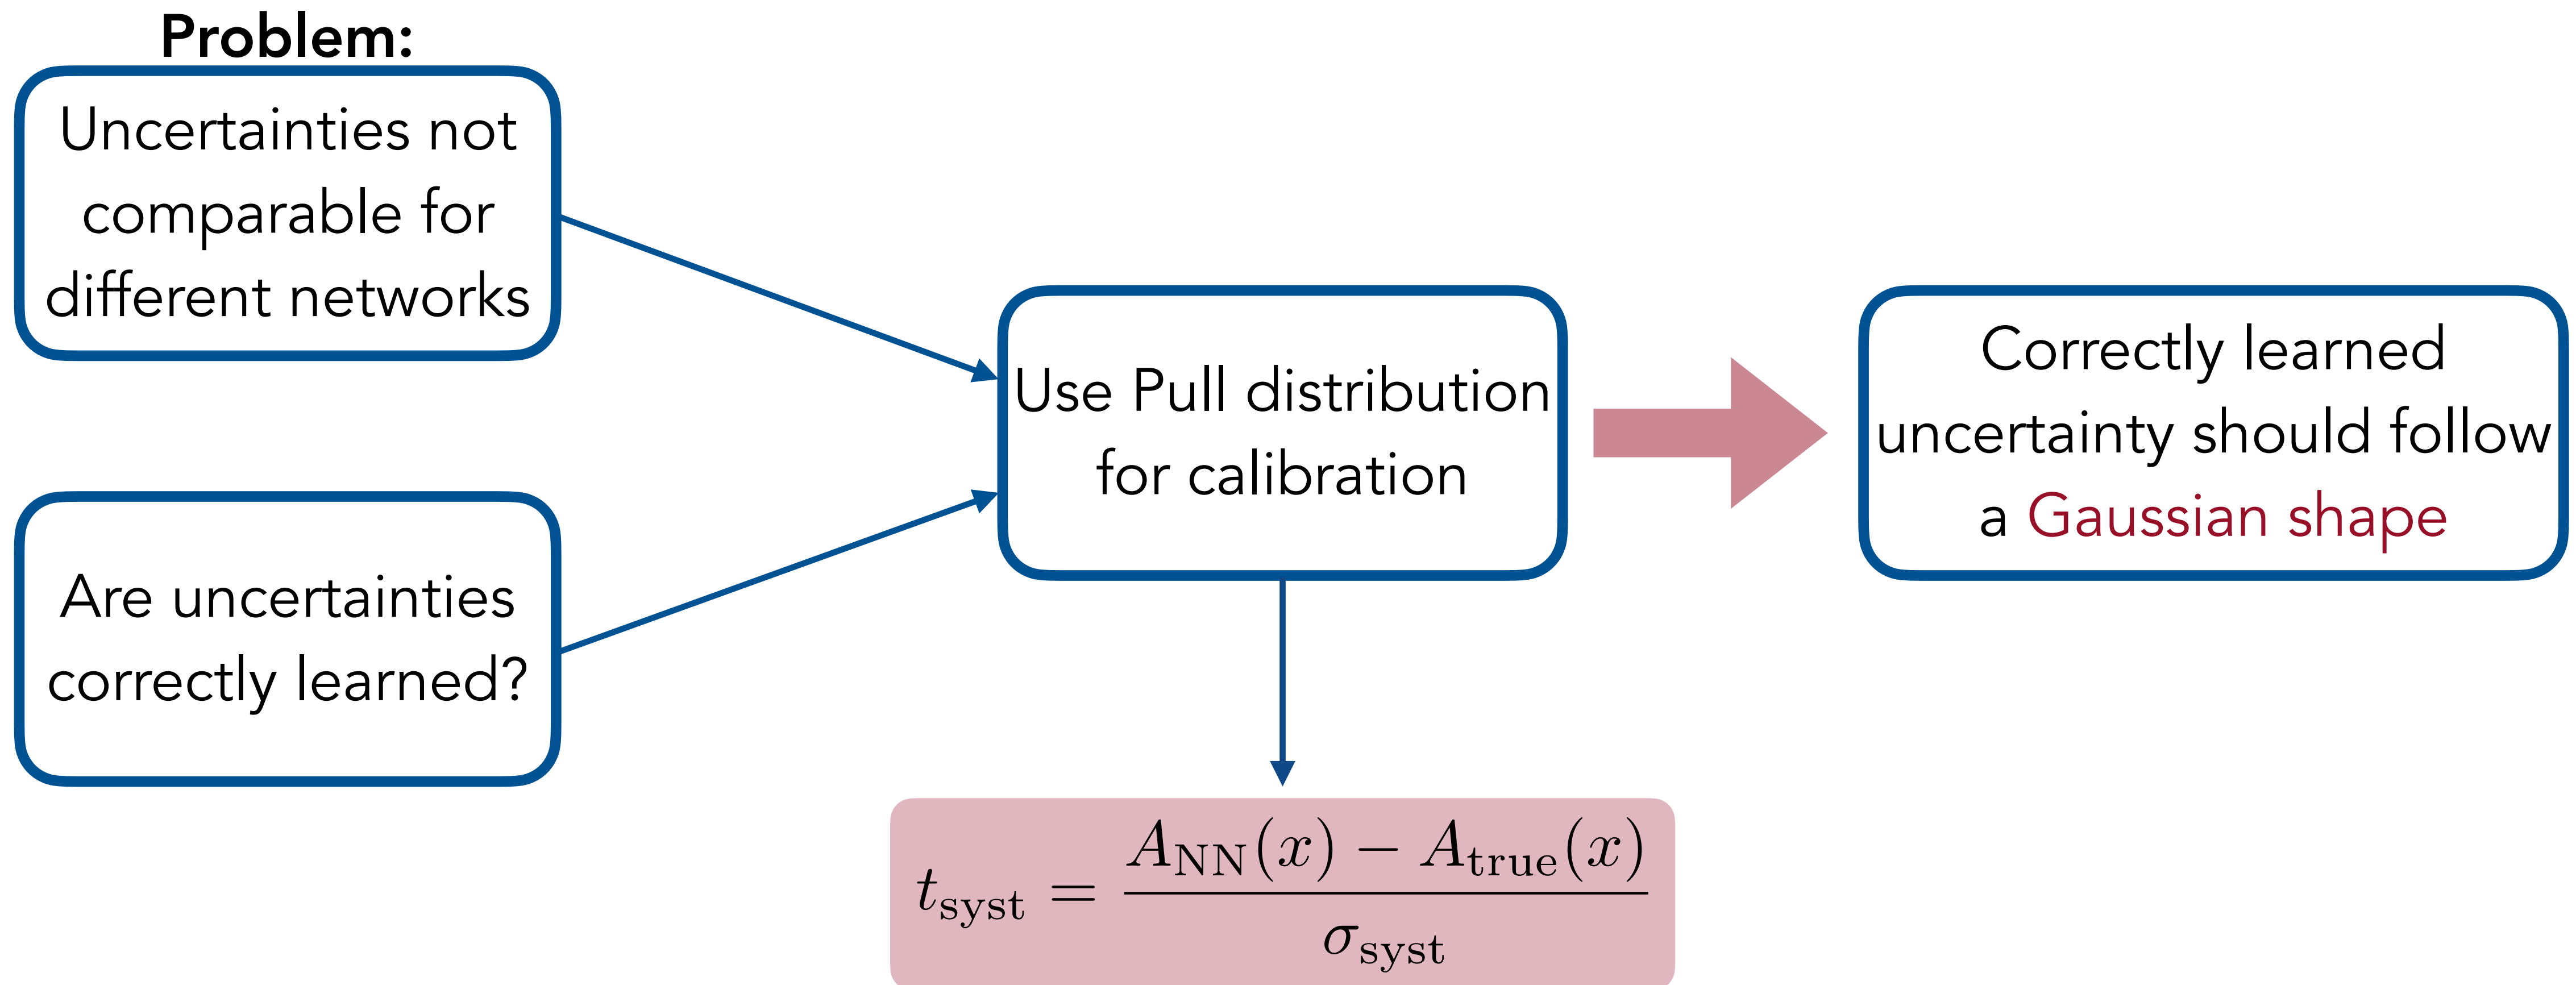 Problem:
Uncertainties not
comparable for
different networks
Are uncertainties
correctly learned?
Use Pull distribution
for calibration
Correctly learned
uncertainty should follow
a Gaussian shape
t_syst = \frac{A_NN(x) − A_true(x)}{σ_syst}